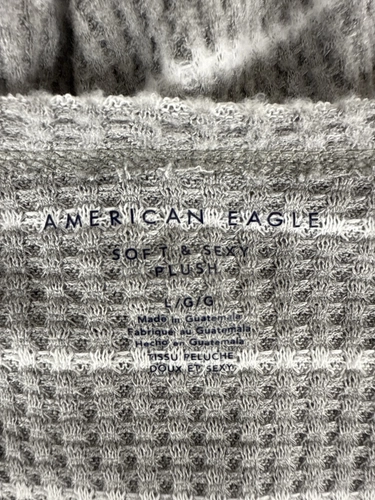 AMERICAN EAGLE
SOFT & SEXY
PLUSH
L/G/G
Made in Guatemala
Fabriqué au Guatemala
Hecho en Guatemala
TISSU PELUCHE
DOUX ET SEXY